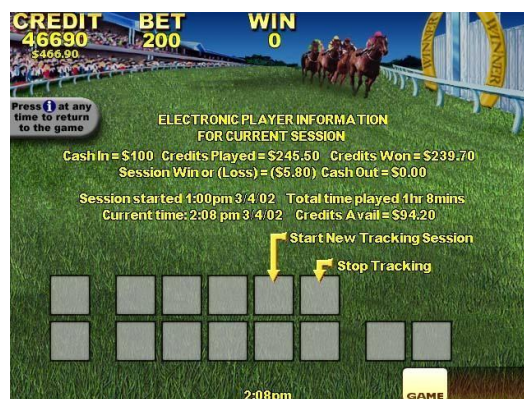 CREDIT BET WIN
46690 200 0
$466.90
WINNER WINNER
Press i at any
time to return
to the game
ELECTRONIC PLAYER INFORMATION
FOR CURRENT SESSION
Cash In = $100 Credits Played = $245.50 Credits Won = $239.70
Session Win or (Loss) = ($5.80) Cash Out = $0.00
Session started 1:00pm 3/4/02 Total time played 1hr 8mins
Current time: 2:08 pm 3/4/02 Credits Avail = $94.20
Start New Tracking Session
Stop Tracking
2:08pm
GAME